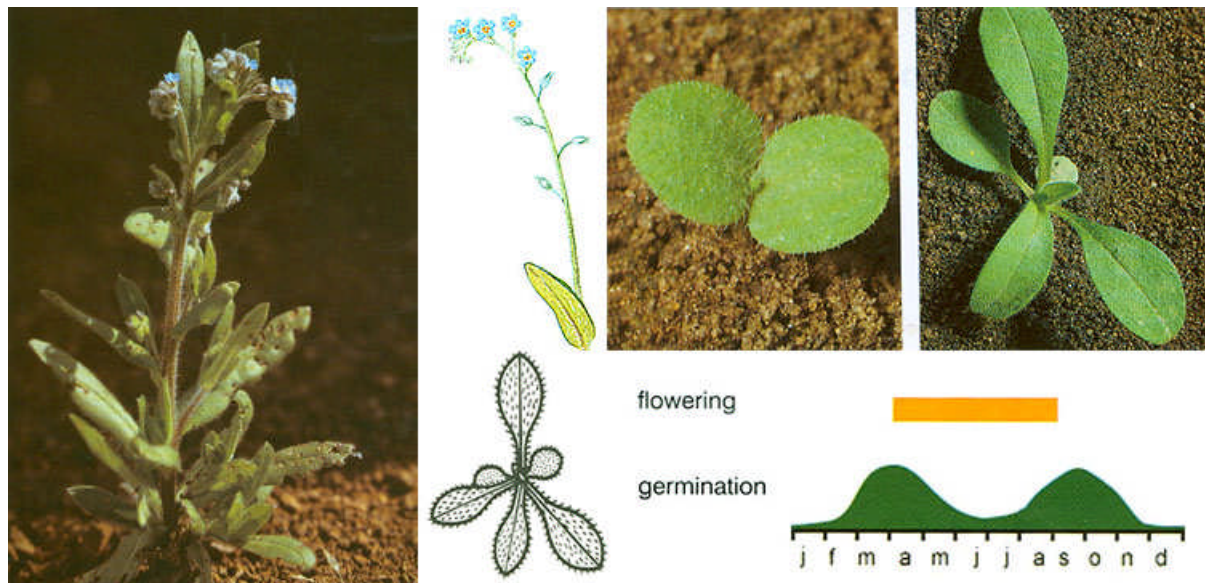 flowering
germination
j f m a m j j a s o n d